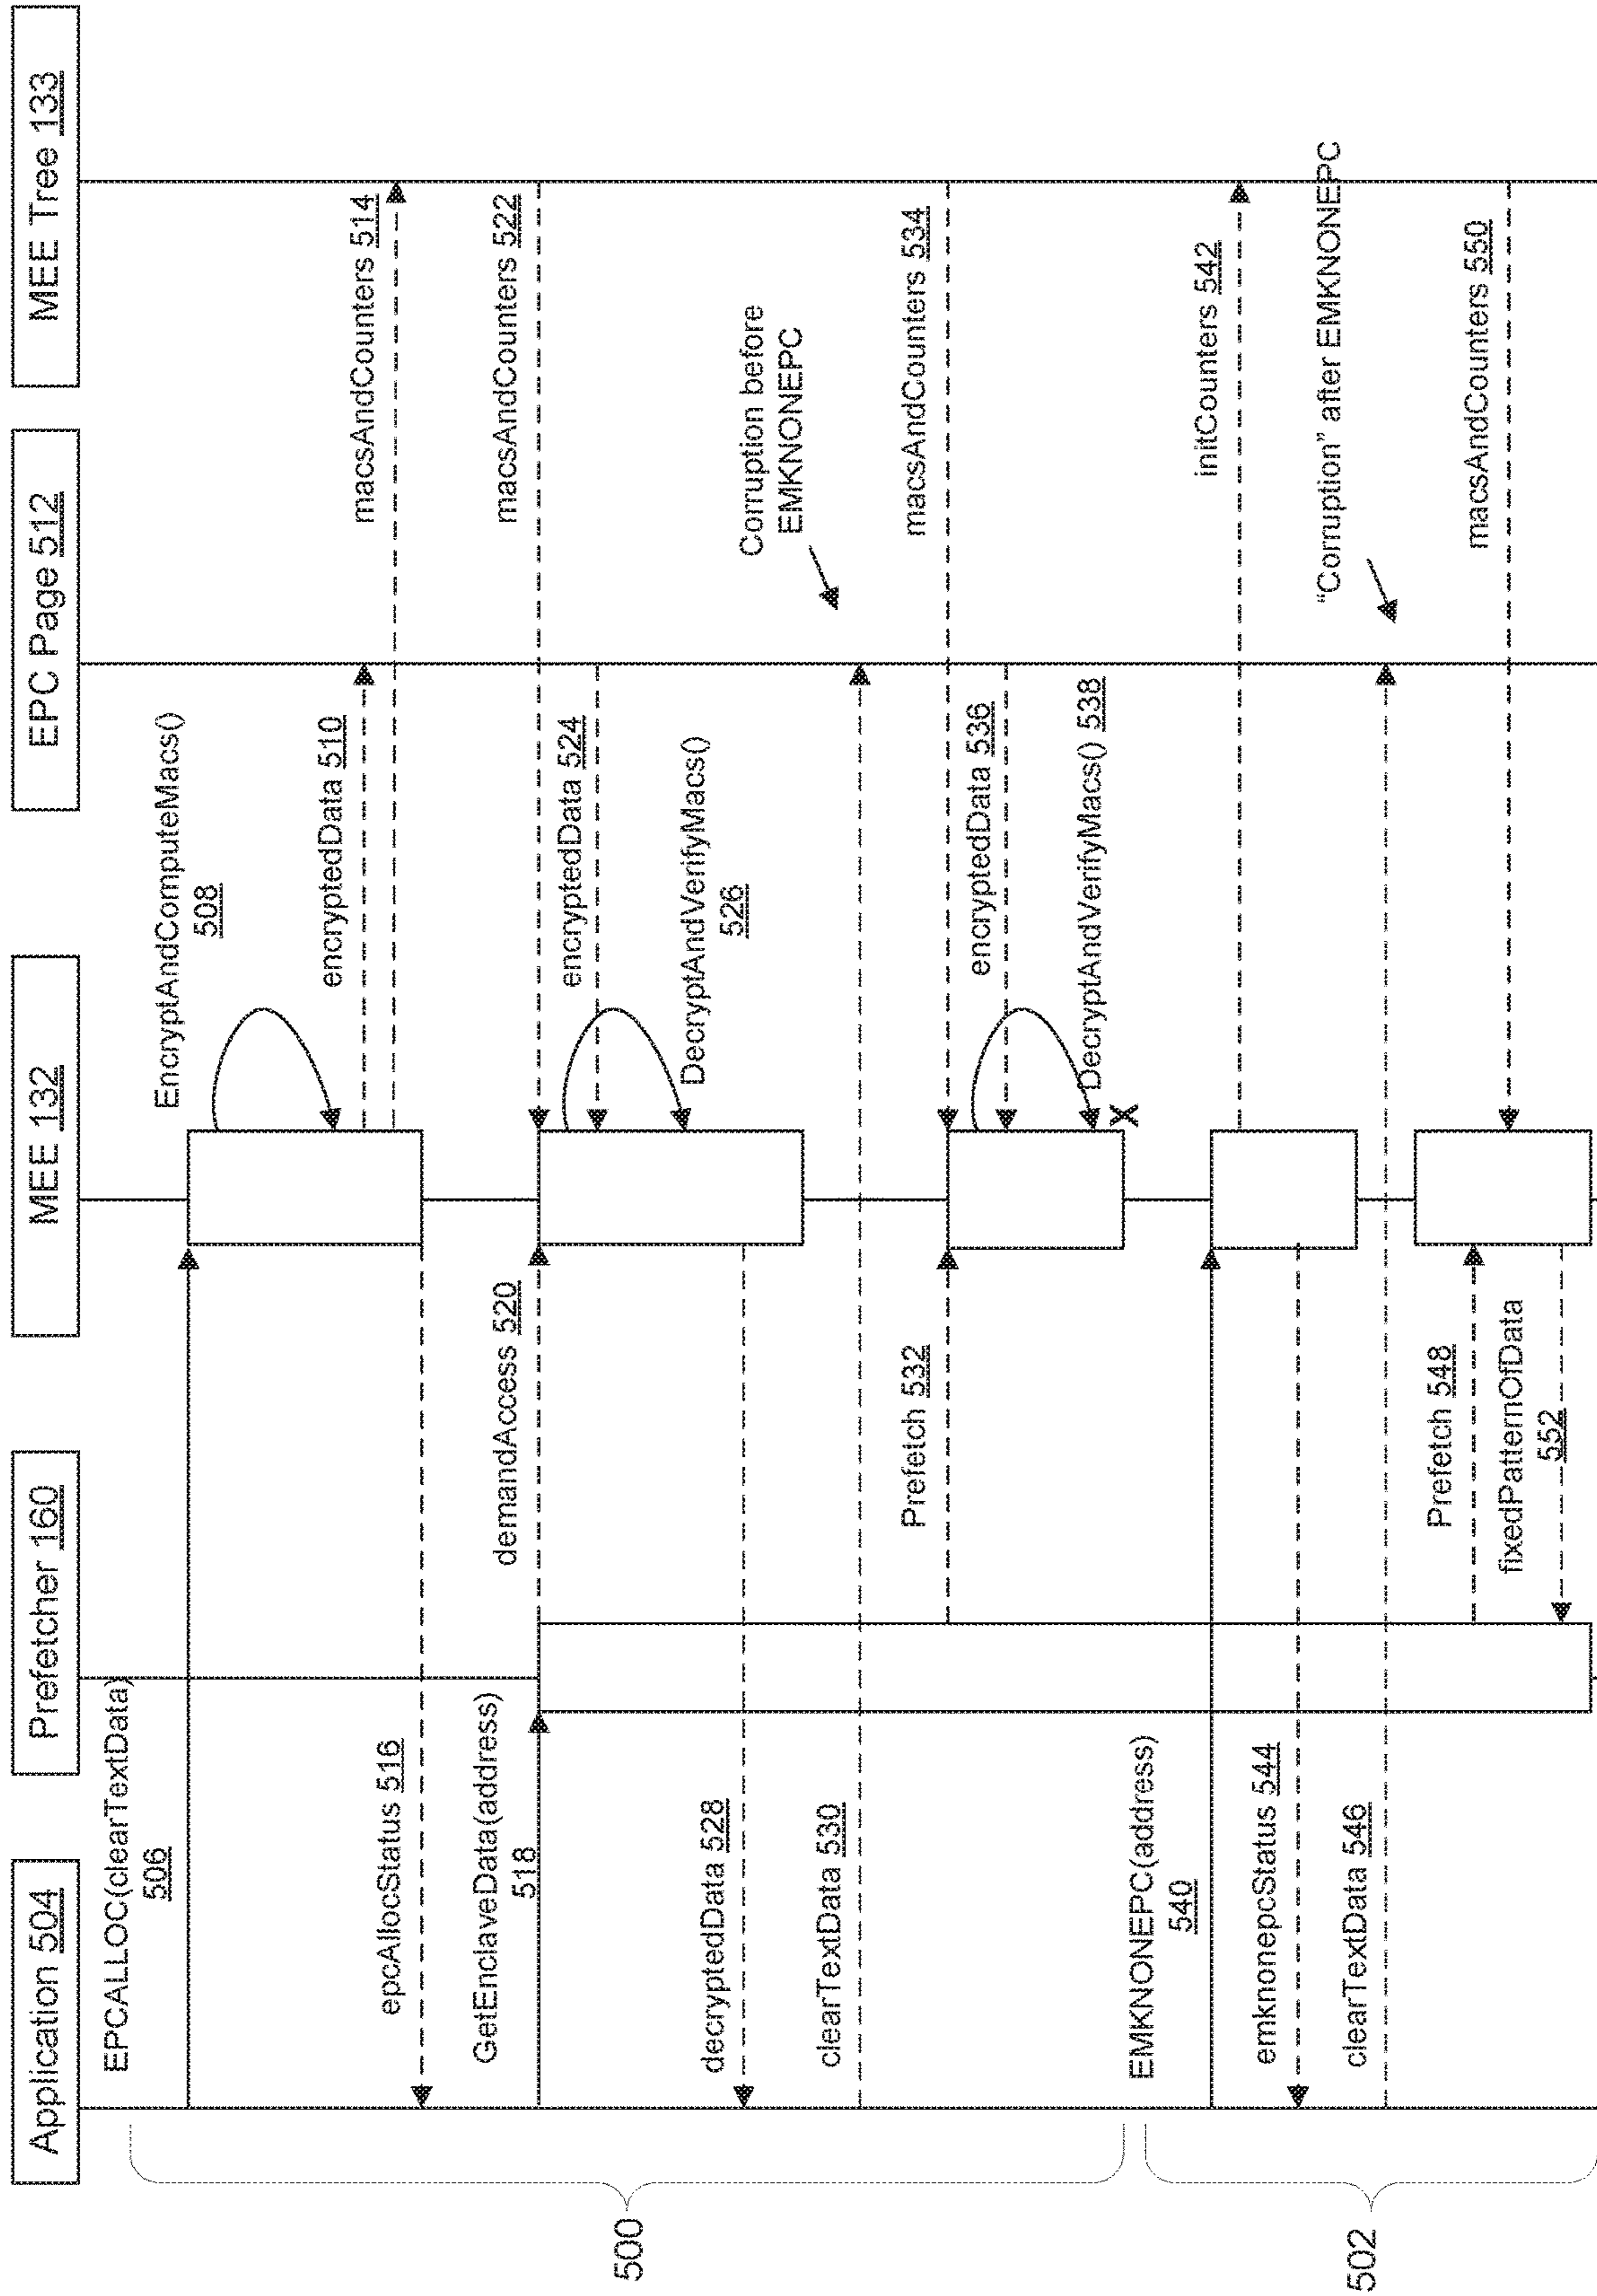 Application 504
Prefetcher 160
MEE 132
EPC Page 512
MEE Tree 133
EPCALLOC(clearTextData)
506
EncryptAndComputeMacs()
508
encryptedData 510
macsAndCounters 514
epcAllocStatus 516
GetEnclaveData(address)
518
demandAccess 520
macsAndCounters 522
encryptedData 524
DecryptAndVerifyMacs()
526
decryptedData 528
clearTextData 530
Corruption before
EMKNONEPC
Prefetch 532
macsAndCounters 534
encryptedData 536
DecryptAndVerifyMacs() 538
X
500
EMKNONEPC(address)
540
initCounters 542
emknonepcStatus 544
clearTextData 546
"Corruption" after EMKNONEPC
Prefetch 548
macsAndCounters 550
fixedPatternOfData
552
502